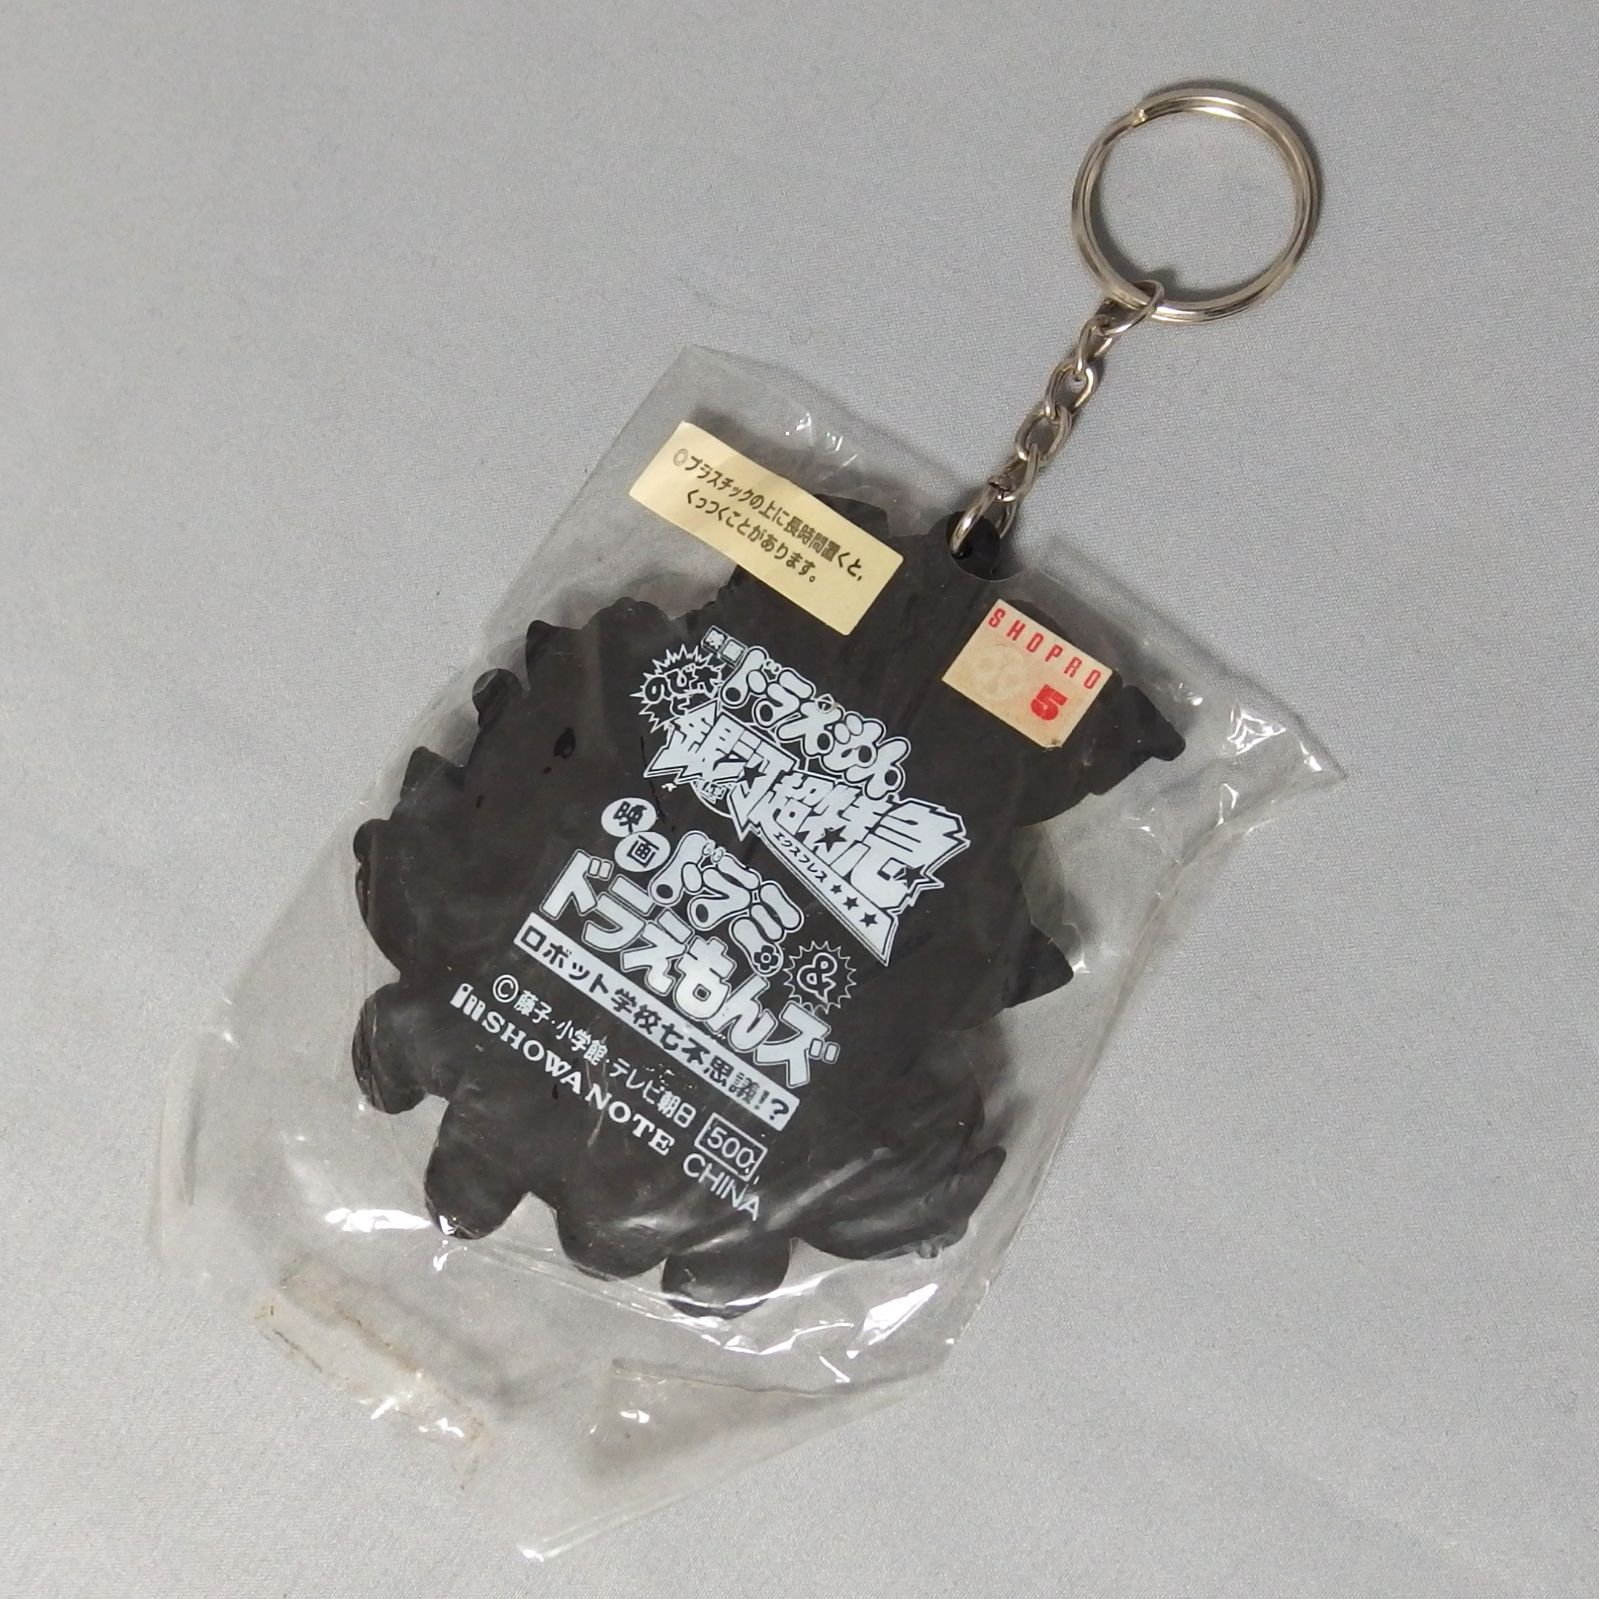 ◎プラスチックの上に長時間置くと、
くっつくことがあります。
SHOPRO
5
映画
ドラえもん
のび太と
銀河超特急
エクスプレス
映画
ドラミ&
ドラえもんズ
ロボット学校七不思議!?
©藤子・小学館・テレビ朝日
SHOWA NOTE
500
CHINA